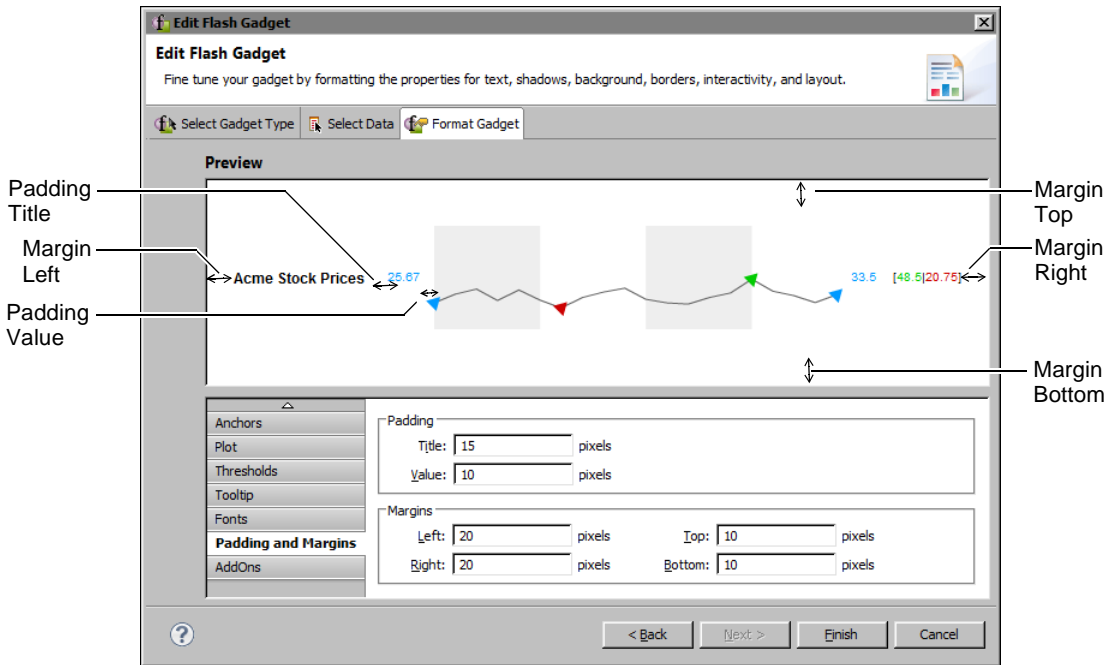 Edit Flash Gadget
Edit Flash Gadget
Fine tune your gadget by formatting the properties for text, shadows, background, borders, interactivity, and layout.
Select Gadget Type
Select Data
Format Gadget
Preview
Padding
Title
Margin
Left
Padding
Value
Acme Stock Prices
25.67
33.5
[48.5|20.75]
Margin
Top
Margin
Right
Margin
Bottom
Anchors
Plot
Thresholds
Tooltip
Fonts
Padding and Margins
AddOns
Padding
Title: 15 pixels
Value: 10 pixels
Margins
Left: 20 pixels Top: 10 pixels
Right: 20 pixels Bottom: 10 pixels
?
< Back
Next >
Finish
Cancel